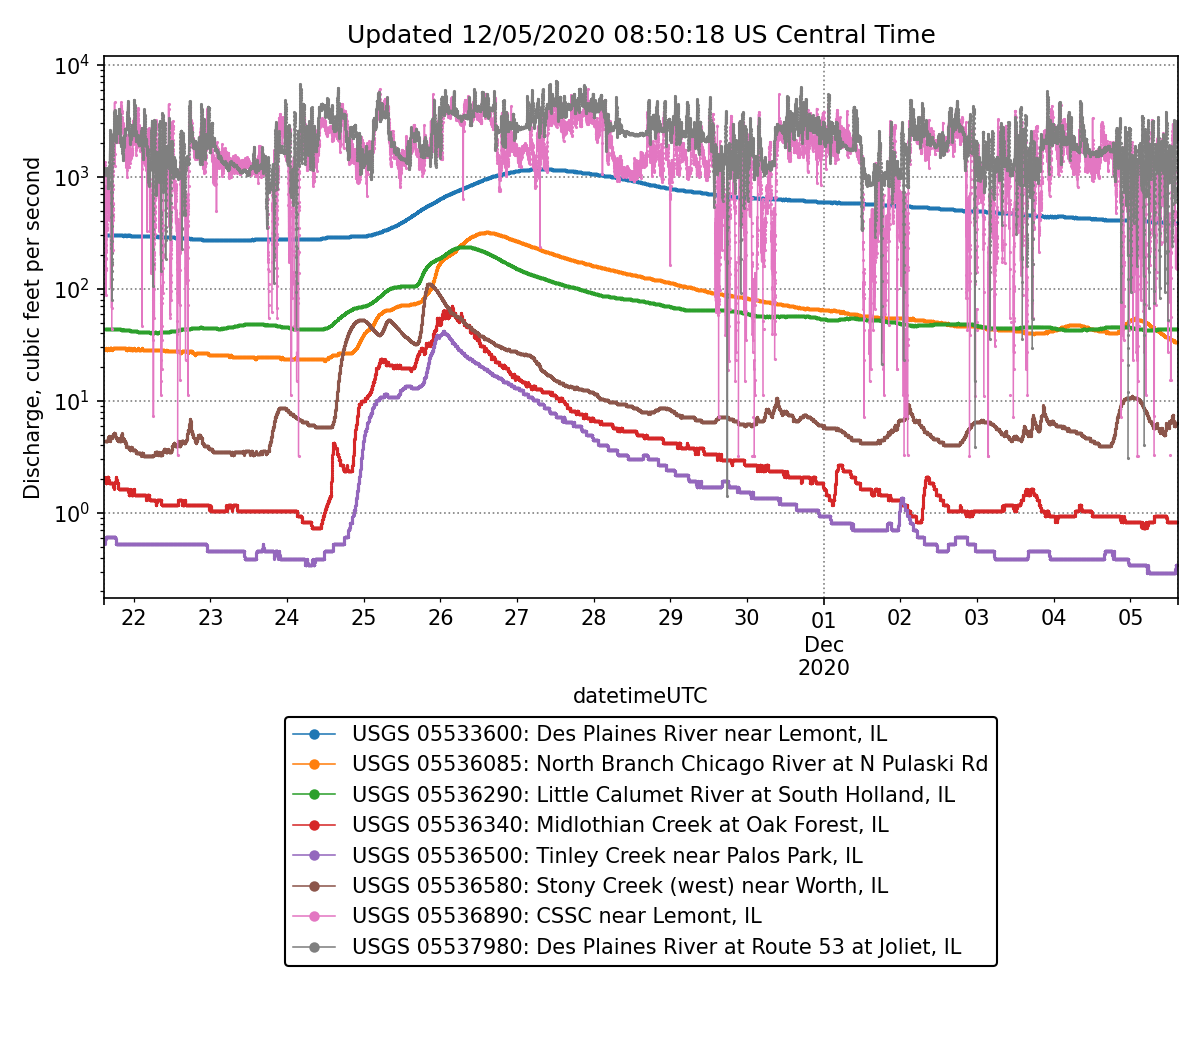 Updated 12/05/2020 08:50:18 US Central Time
Discharge, cubic feet per second
10^4
10^3
10^2
10^1
10^0
22 23 24 25 26 27 28 29 30 01 02 03 04 05
Dec
2020
datetimeUTC
USGS 05533600: Des Plaines River near Lemont, IL
USGS 05536085: North Branch Chicago River at N Pulaski Rd
USGS 05536290: Little Calumet River at South Holland, IL
USGS 05536340: Midlothian Creek at Oak Forest, IL
USGS 05536500: Tinley Creek near Palos Park, IL
USGS 05536580: Stony Creek (west) near Worth, IL
USGS 05536890: CSSC near Lemont, IL
USGS 05537980: Des Plaines River at Route 53 at Joliet, IL